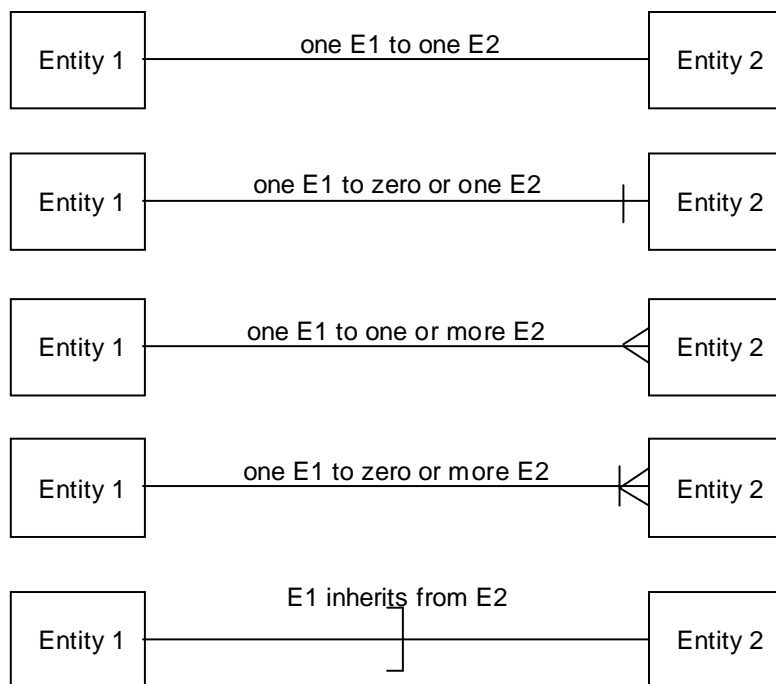 one E1 to one E2
Entity 1
Entity 2
one E1 to zero or one E2
Entity 1
Entity 2
one E1 to one or more E2
Entity 1
Entity 2
one E1 to zero or more E2
Entity 1
Entity 2
E1 inherits from E2
Entity 1
Entity 2